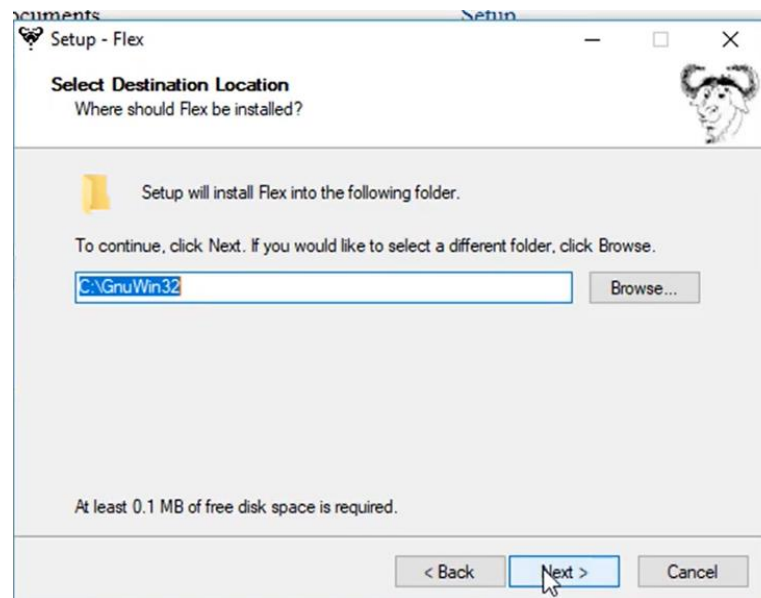 ocuments Setup
Setup - Flex
Select Destination Location
Where should Flex be installed?
Setup will install Flex into the following folder.
To continue, click Next. If you would like to select a different folder, click Browse.
C:\GnuWin32 Browse...
At least 0.1 MB of free disk space is required.
< Back Next > Cancel